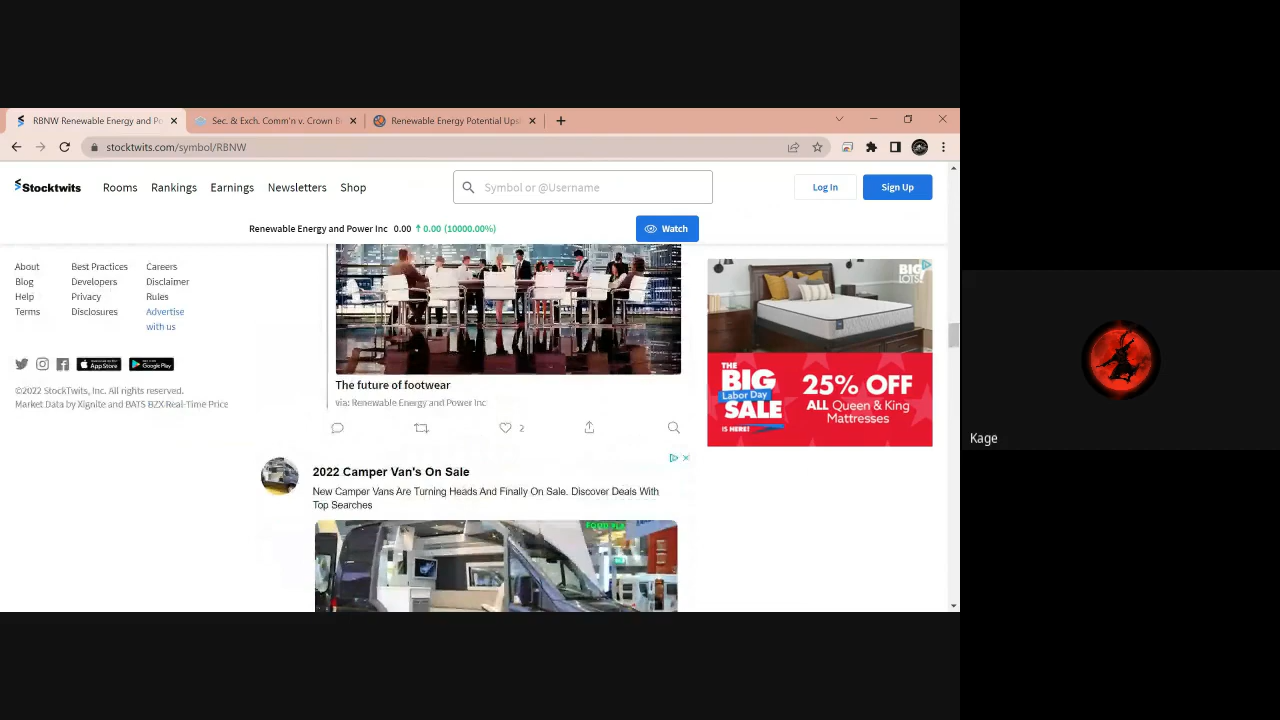 RBNW Renewable Energy and Po
Sec. & Exch. Comm'n v. Crown B
Renewable Energy Potential Ups
stocktwits.com/symbol/RBNW
Stocktwits
Rooms
Rankings
Earnings
Newsletters
Shop
Symbol or @Username
Log In
Sign Up
Renewable Energy and Power Inc 0.00 ↑ 0.00 (10000.00%)
Watch
About
Best Practices
Careers
Blog
Developers
Disclaimer
Help
Privacy
Rules
Terms
Disclosures
Advertise
with us
App Store
Google Play
©2022 StockTwits, Inc. All rights reserved.
Market Data by Xignite and BATS BZX Real-Time Price
The future of footwear
via: Renewable Energy and Power Inc
2
2022 Camper Van's On Sale
New Camper Vans Are Turning Heads And Finally On Sale. Discover Deals With
Top Searches
BIG
LOTS!
THE
BIG
Labor Day
SALE
IS HERE!
25% OFF
ALL Queen & King
Mattresses
Kage